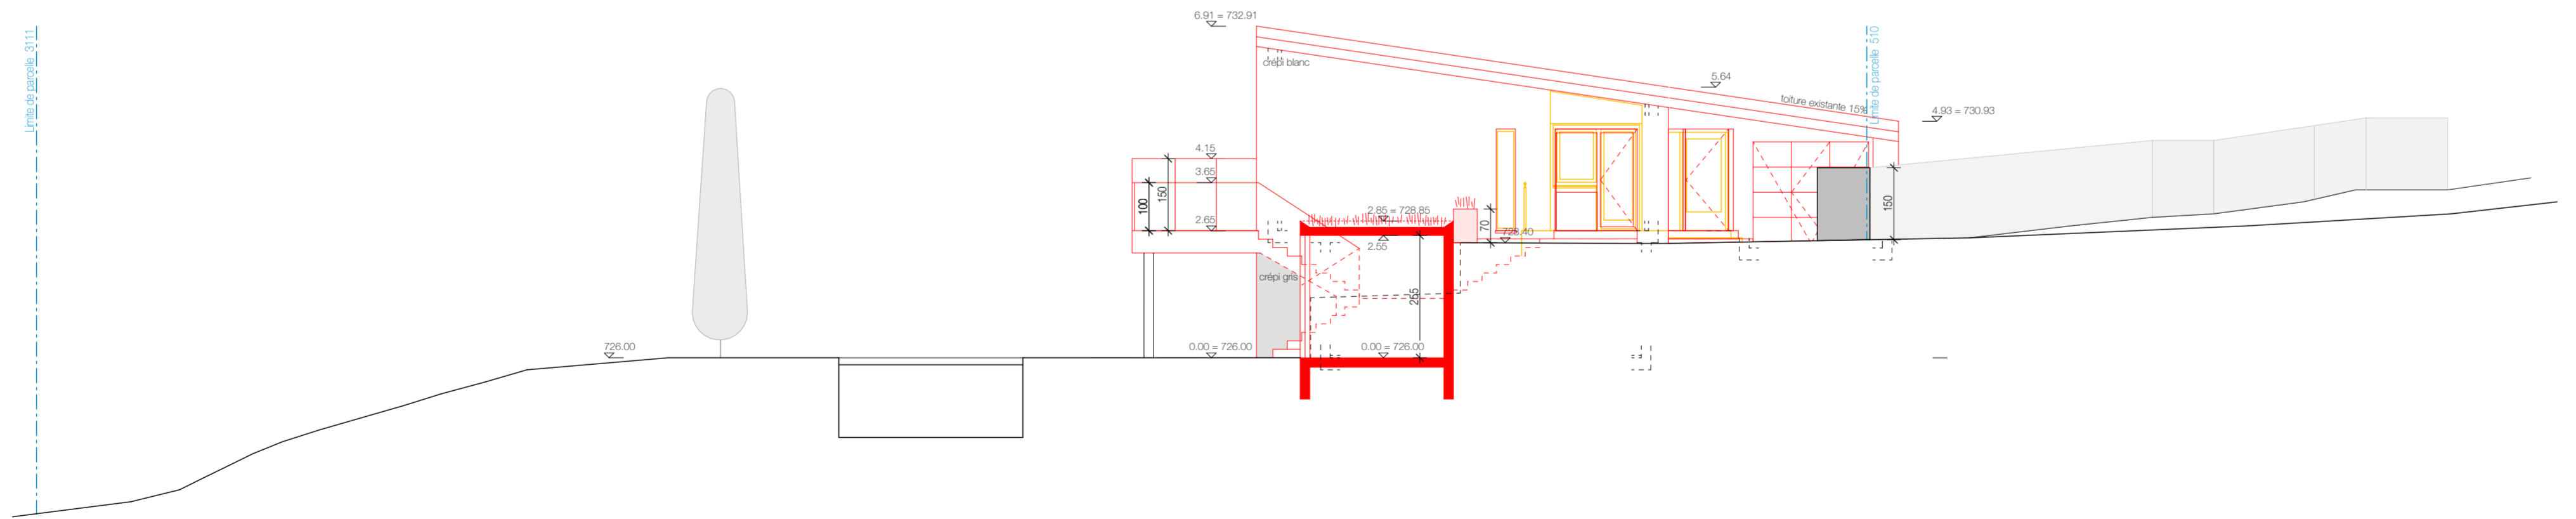 Limite de parcelle 3111
6.91 = 732.91
crépi blanc
5.64
toiture existante 15%
Limite de parcelle 510
4.93 = 730.93
4.15
3.65
2.65
100
150
2.85 = 728.85
2.55
70
728.40
150
crépi gris
255
726.00
0.00 = 726.00
0.00 = 726.00